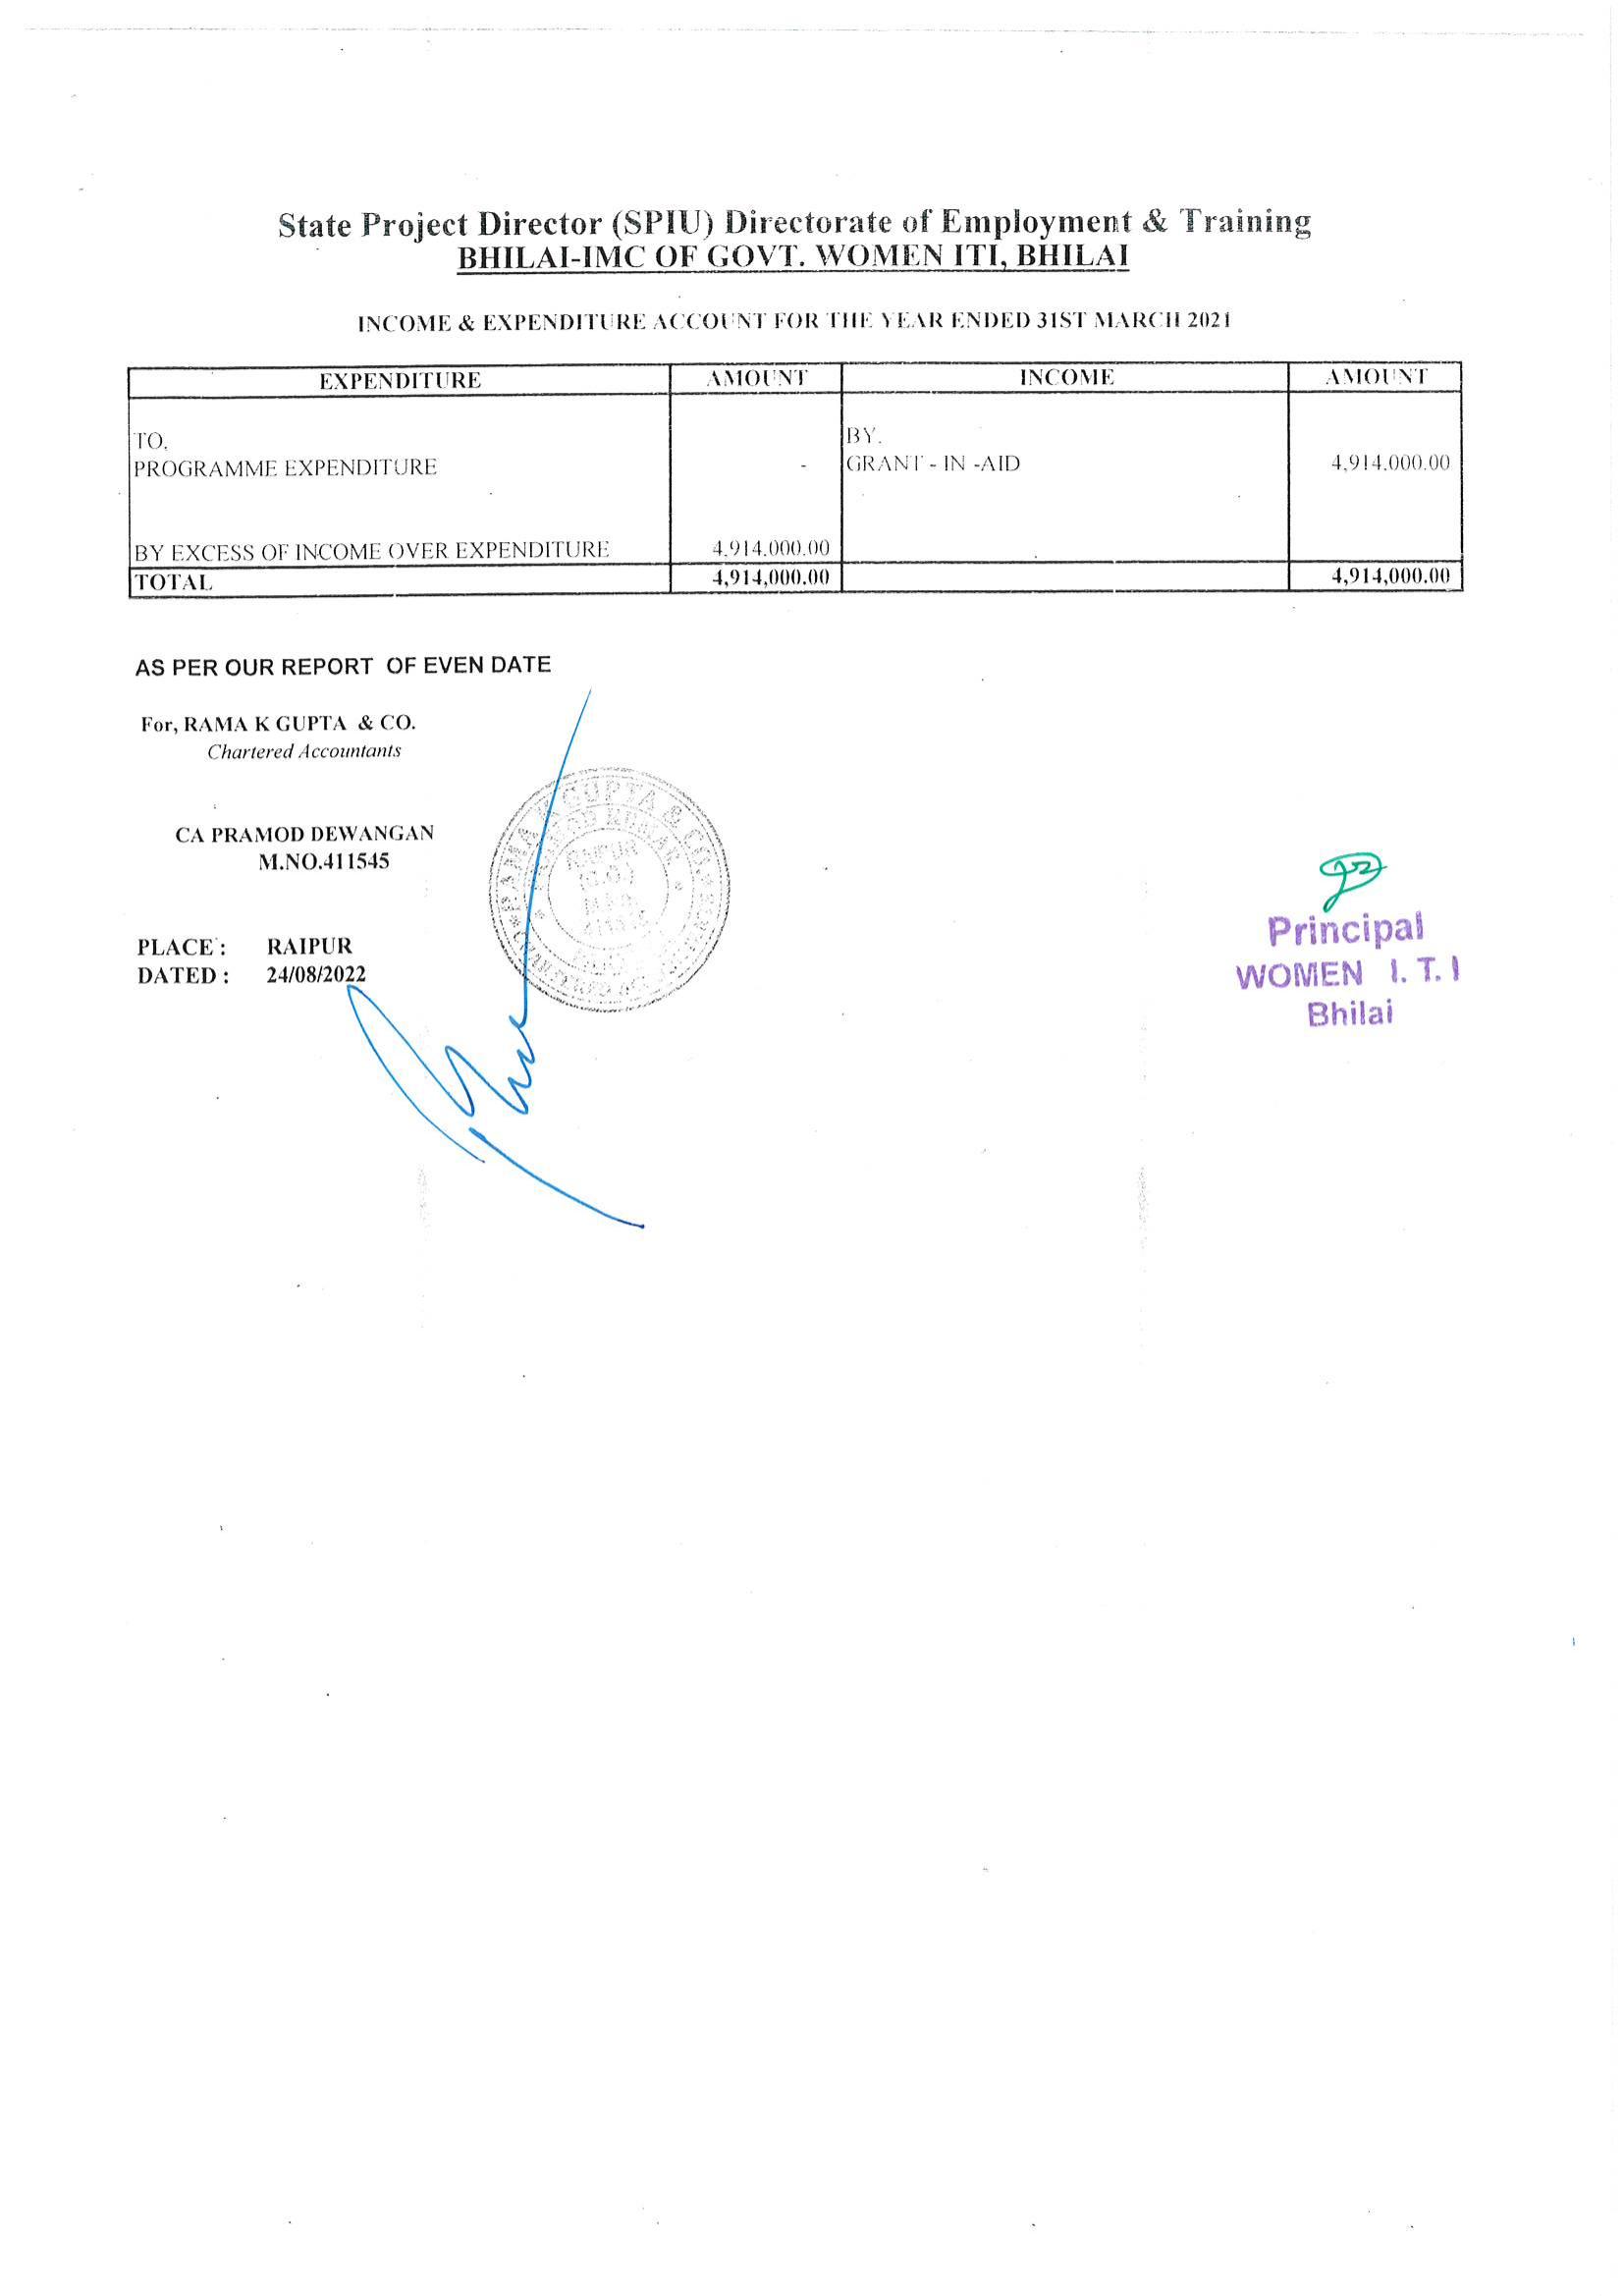 State Project Director (SPIU) Directorate of Employment & Training
BHILAI-IMC OF GOVT. WOMEN ITI, BHILAI
INCOME & EXPENDITURE ACCOUNT FOR THE YEAR ENDED 31ST MARCH 2021
EXPENDITURE AMOUNT INCOME AMOUNT
TO, BY,
PROGRAMME EXPENDITURE - GRANT - IN -AID 4,914,000.00
BY EXCESS OF INCOME OVER EXPENDITURE 4,914,000.00
TOTAL 4,914,000.00 4,914,000.00
AS PER OUR REPORT OF EVEN DATE
For, RAMA K GUPTA & CO.
Chartered Accountants
CA PRAMOD DEWANGAN
M.NO.411545
PLACE : RAIPUR
DATED : 24/08/2022
RAMA K GUPTA & CO.
RAIPUR
Principal
WOMEN I. T. I
Bhilai